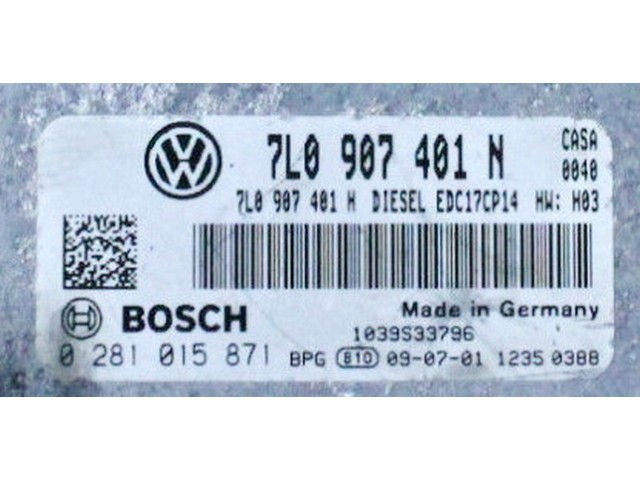 7L0 907 401 N CASA 0040
7L0 907 401 H DIESEL EDC17CP14 HW: H03
BOSCH Made in Germany
1039S33796
0 281 015 871 BPG B10 09-07-01 1235 0388